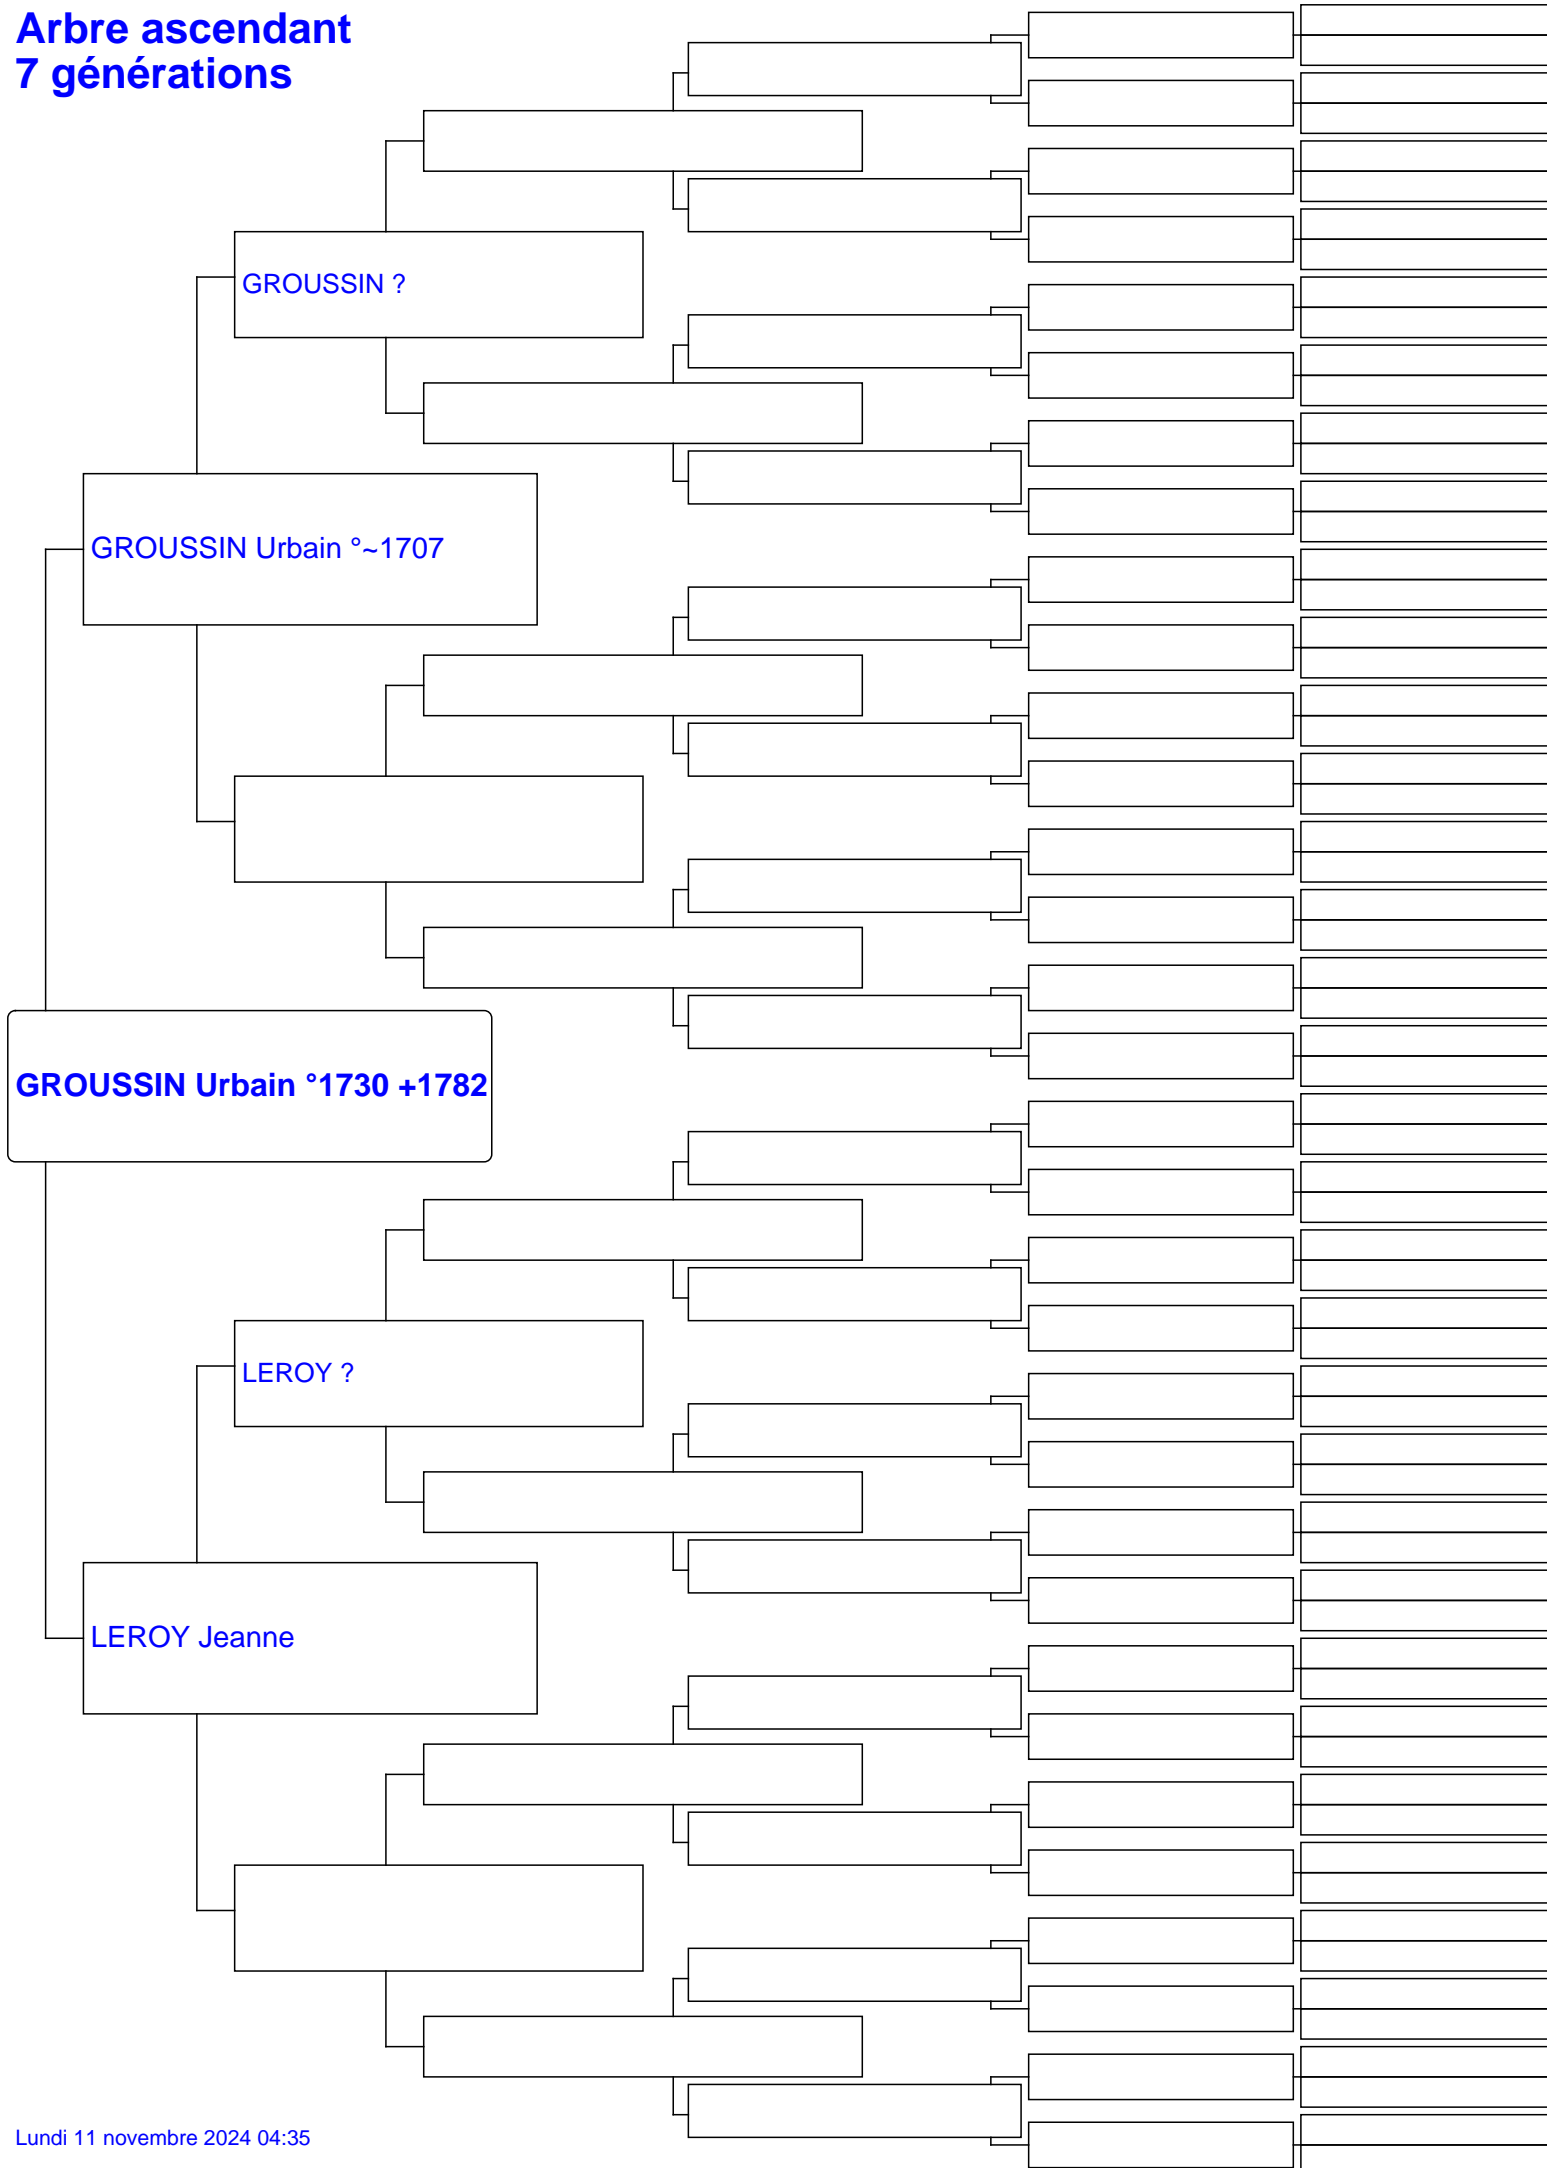 Arbre ascendant
7 générations
GROUSSIN ?
GROUSSIN Urbain °~1707
GROUSSIN Urbain °1730 +1782
LEROY ?
LEROY Jeanne
Lundi 11 novembre 2024 04:35